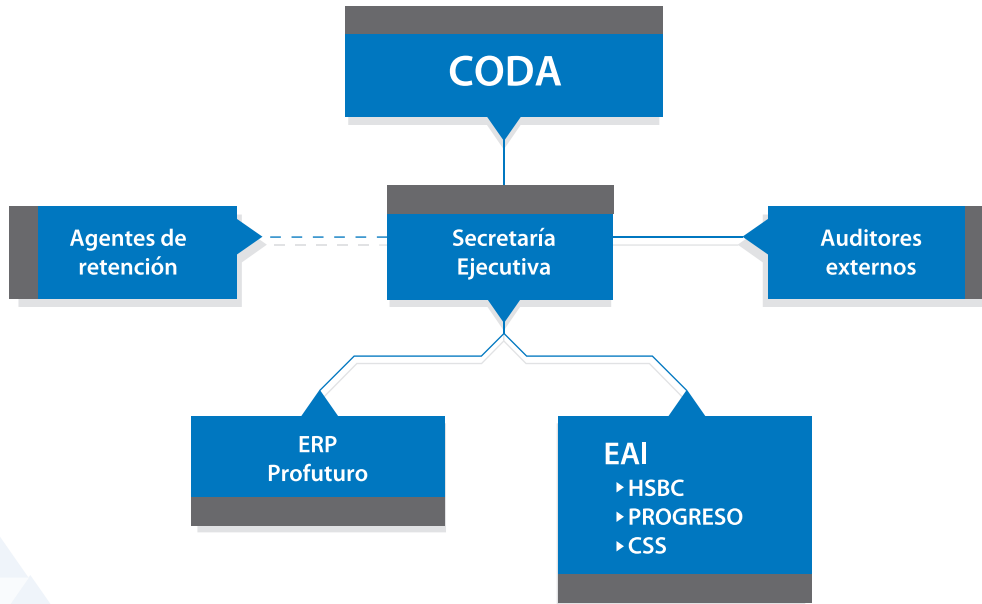 CODA
Agentes de
retención
Secretaría
Ejecutiva
Auditores
externos
ERP
Profuturo
EAI
HSBC
PROGRESO
CSS